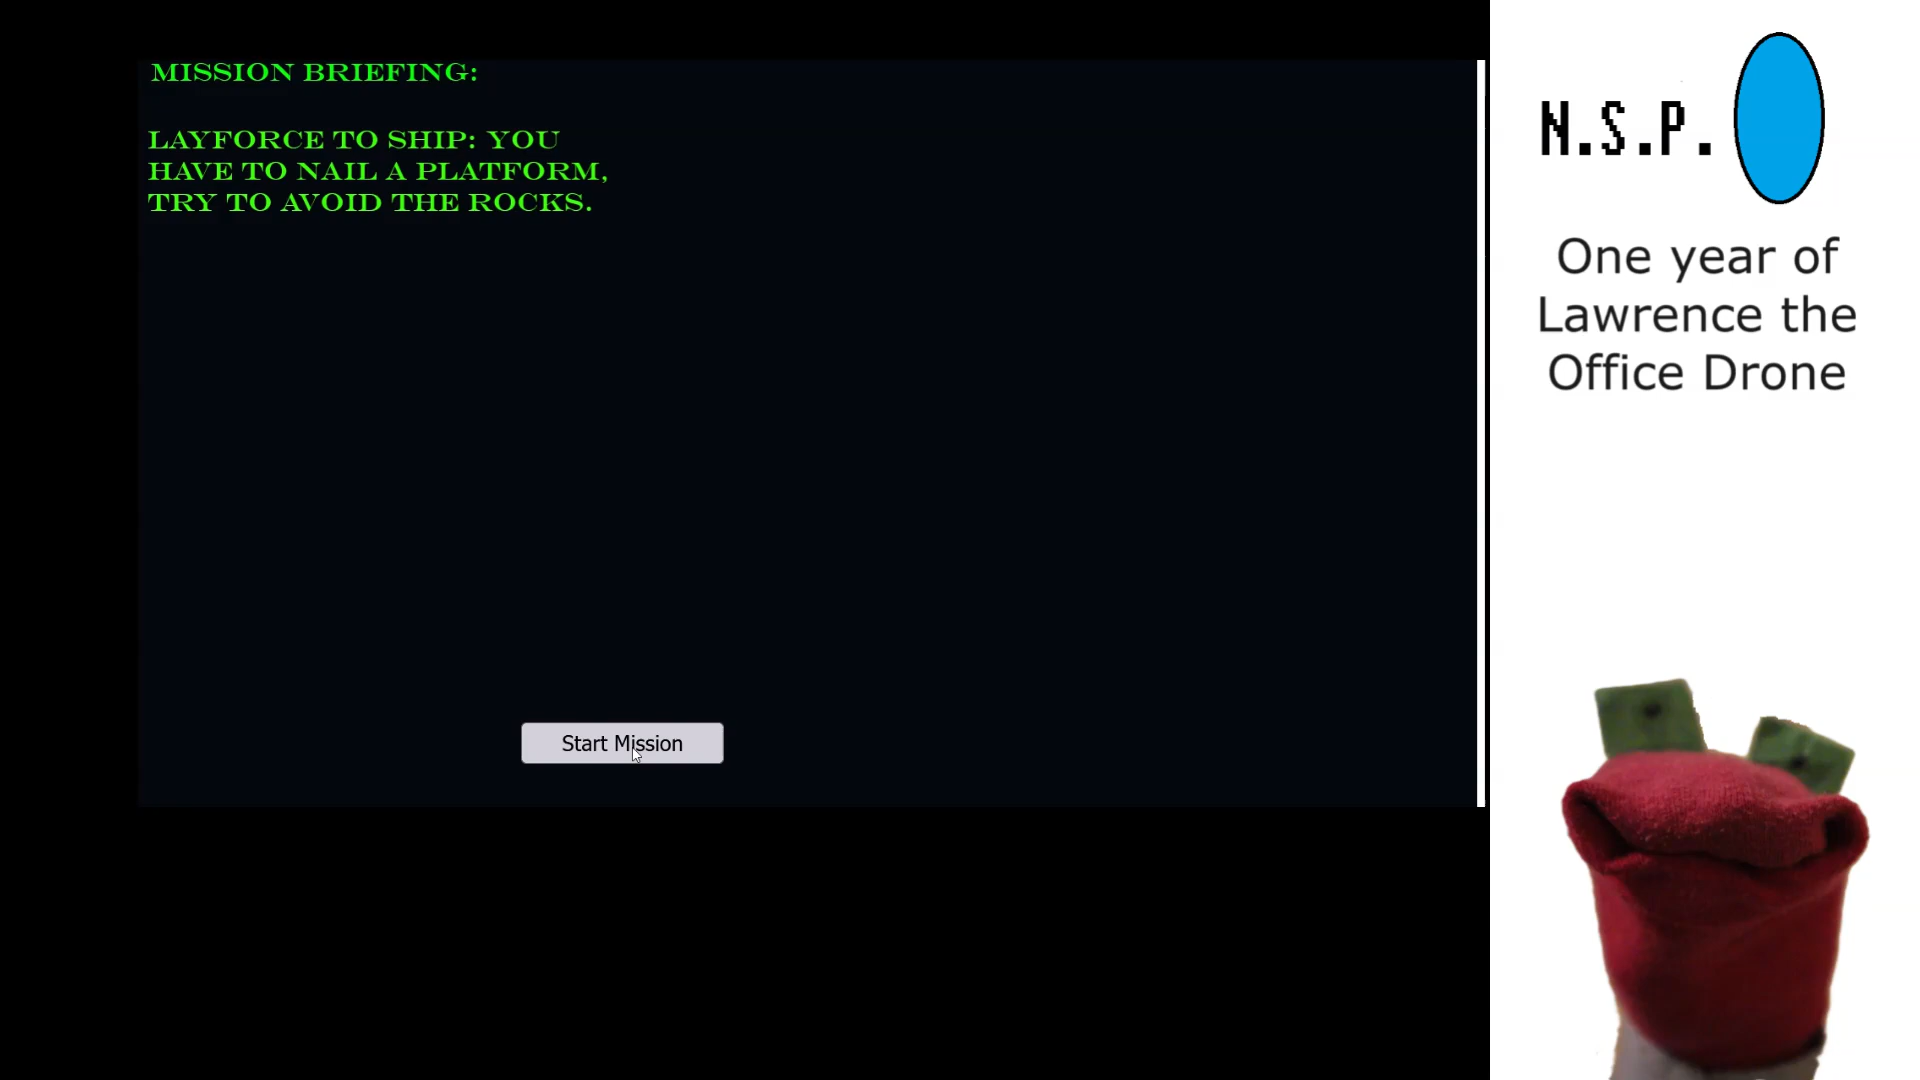 MISSION BRIEFING:
LAYFORCE TO SHIP: YOU
HAVE TO NAIL A PLATFORM,
TRY TO AVOID THE ROCKS.
Start Mission
N.S.P.
One year of
Lawrence the
Office Drone